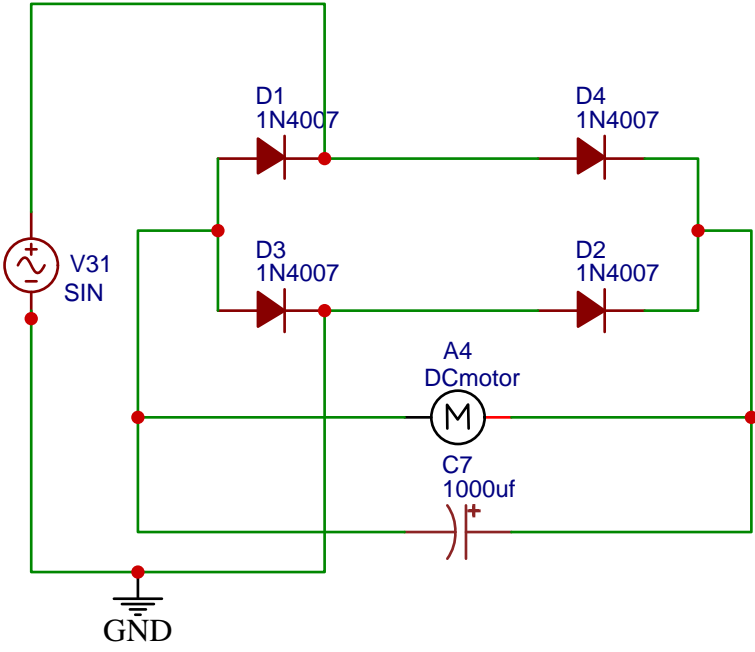 D1
1N4007
D4
1N4007
V31
SIN
D3
1N4007
D2
1N4007
A4
DCmotor
M
C7
1000uf
GND